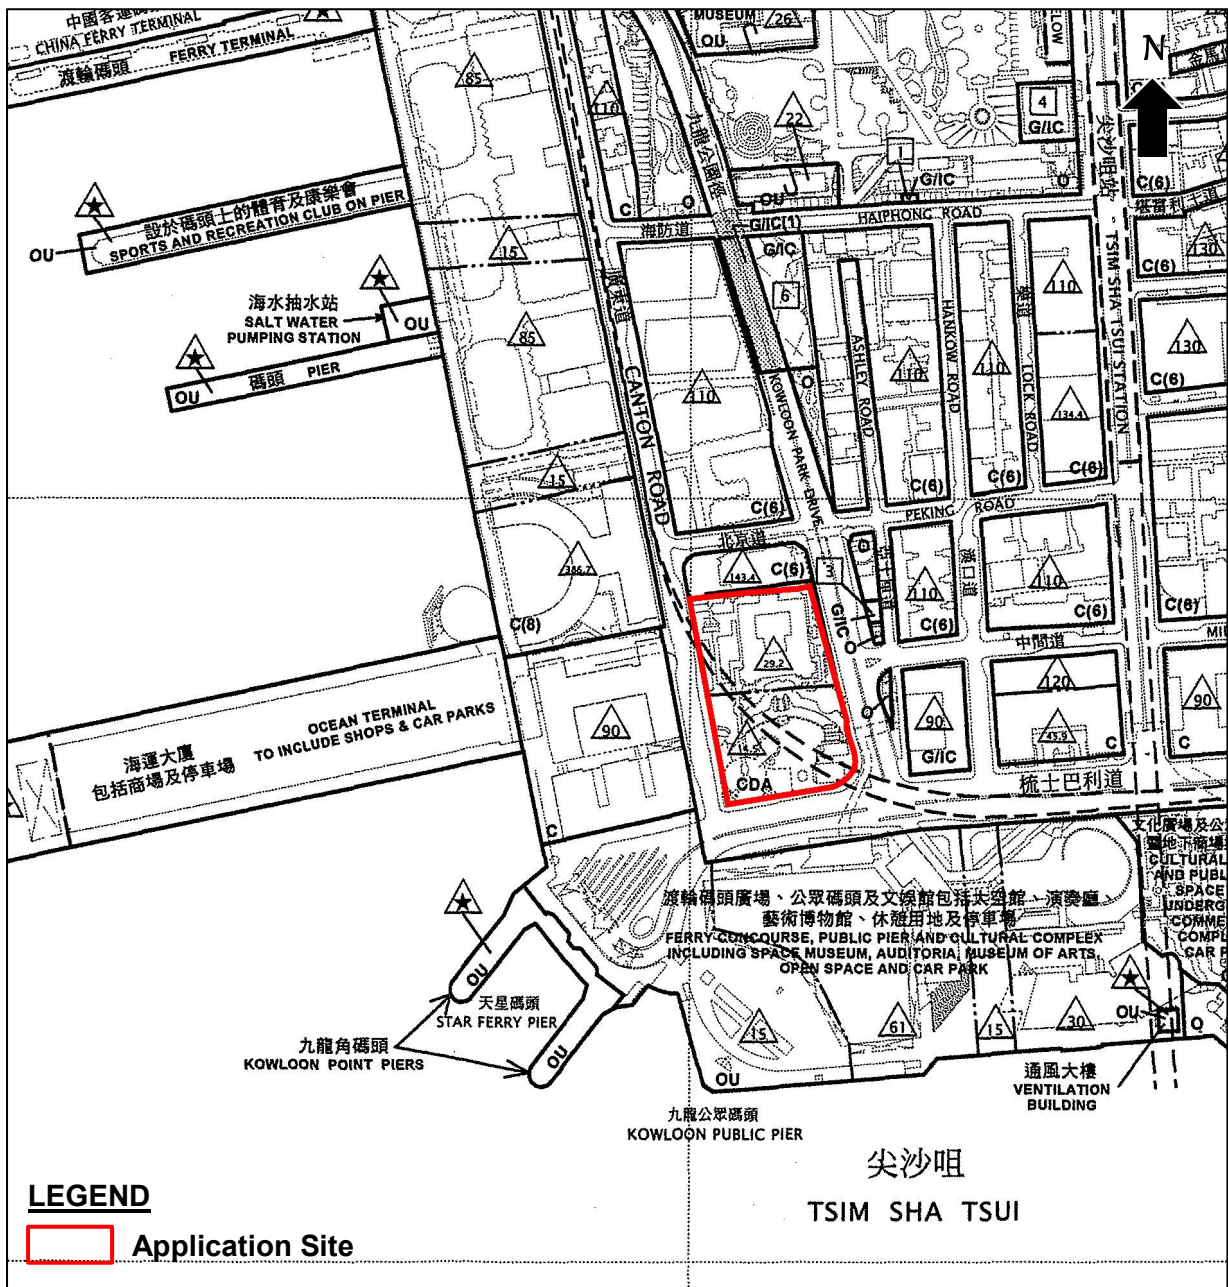 CHINA FERRY TERMINAL
渡輪碼頭
FERRY TERMINAL
MUSEUM
26
OU
ELOW
N
85
110
九龍公園徑
22
4
G/IC
尖沙咀站
C(6)
設於碼頭上的體育及康樂會
SPORTS AND RECREATION CLUB ON PIER
OU
C
O
OU
1
G/IC
O
海防道
G/IC(1)
HAIPHONG ROAD
G/IC
15
130
C(6)
海水抽水站
SALT WATER
PUMPING STATION
OU
廣東道
6
樂道
110
TSIM SHA TSUI STATION
碼頭 PIER
OU
85
CANTON ROAD
110
KOWLOON PARK DRIVE
O
ASHLEY ROAD
110
HANKOW ROAD
110
LOCK ROAD
134.4
130
C(6)
15
C(6)
C(6)
C(6)
C(6)
PEKING ROAD
北京道
386.7
C(8)
143.4
C(6)
3
O
亞士厘道
110
漢口道
110
G/IC
O
C(6)
C(6)
C(6)
中間道
29.2
120
OCEAN TERMINAL
TO INCLUDE SHOPS & CAR PARKS
海運大廈
包括商場及停車場
90
O
90
G/IC
45.9
C
90
C
CDA
梳士巴利道
C
渡輪碼頭廣場、公眾碼頭及文娛館包括太空館、演奏廳、
藝術博物館、休憩用地及停車場
FERRY CONCOURSE, PUBLIC PIER AND CULTURAL COMPLEX
INCLUDING SPACE MUSEUM, AUDITORIA, MUSEUM OF ARTS
OPEN SPACE AND CAR PARK
CULTURAL
AND PUBL
SPACE
UNDERG
COMME
COMPL
CAR P
OU
天星碼頭
STAR FERRY PIER
OU
九龍角碼頭
KOWLOON POINT PIERS
15
61
15
30
OU
O
OU
通風大樓
VENTILATION
BUILDING
九龍公眾碼頭
KOWLOON PUBLIC PIER
尖沙咀
TSIM SHA TSUI
LEGEND
Application Site